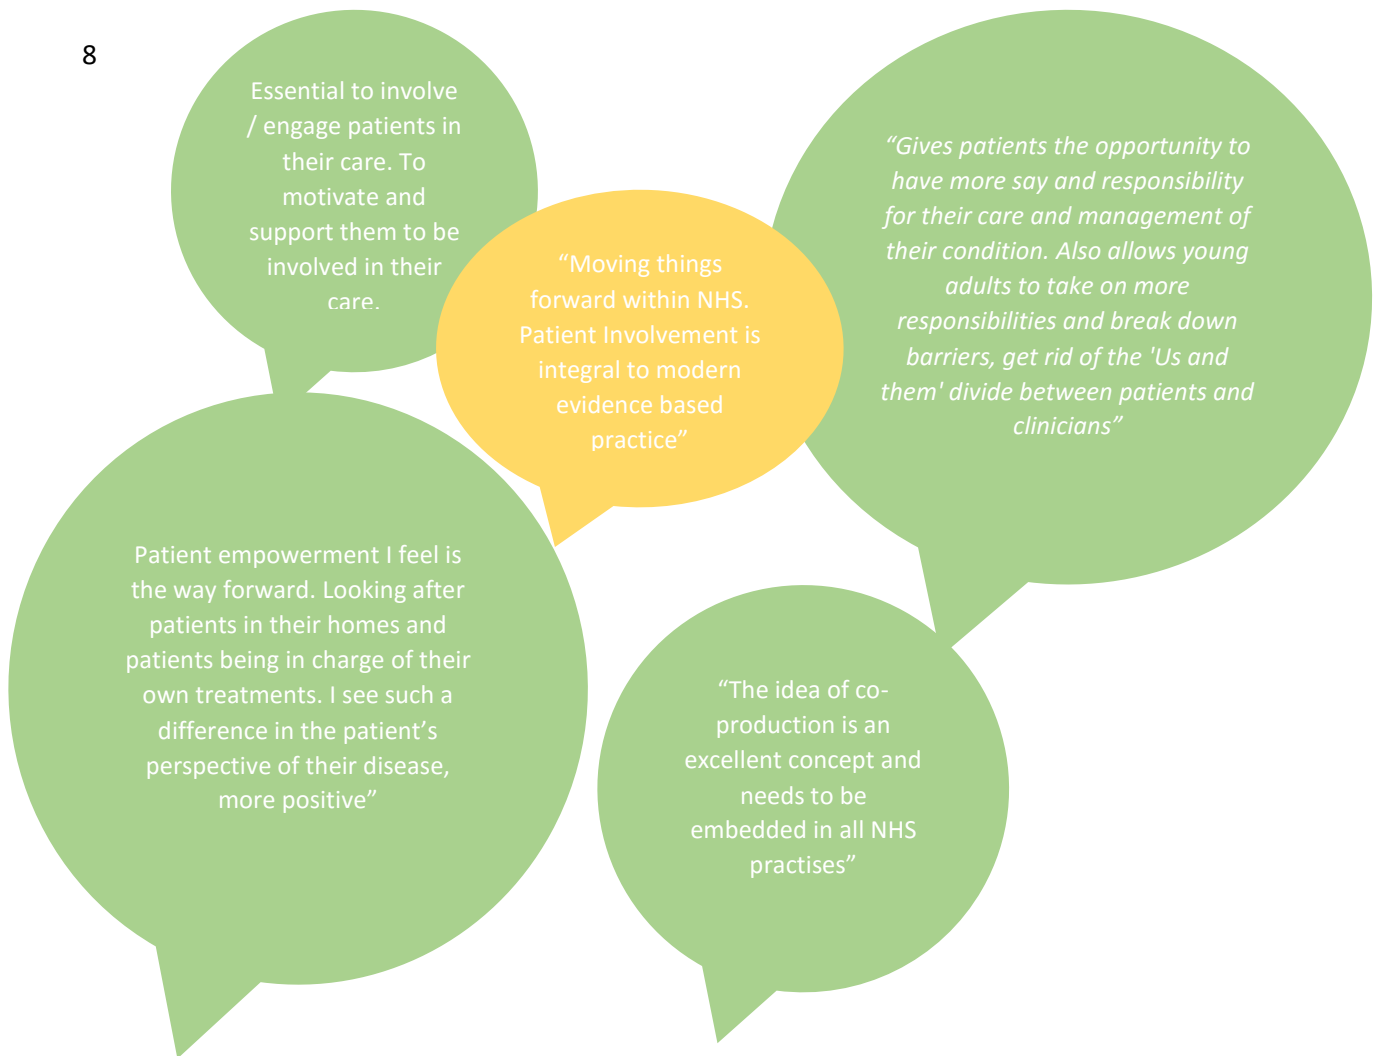 8
Essential to involve
/ engage patients in
their care. To
motivate and
support them to be
involved in their
care.
“Moving things
forward within NHS.
Patient Involvement is
integral to modern
evidence based
practice”
“Gives patients the opportunity to
have more say and responsibility
for their care and management of
their condition. Also allows young
adults to take on more
responsibilities and break down
barriers, get rid of the 'Us and
them' divide between patients and
clinicians”
Patient empowerment I feel is
the way forward. Looking after
patients in their homes and
patients being in charge of their
own treatments. I see such a
difference in the patient’s
perspective of their disease,
more positive”
“The idea of co-
production is an
excellent concept and
needs to be
embedded in all NHS
practises”